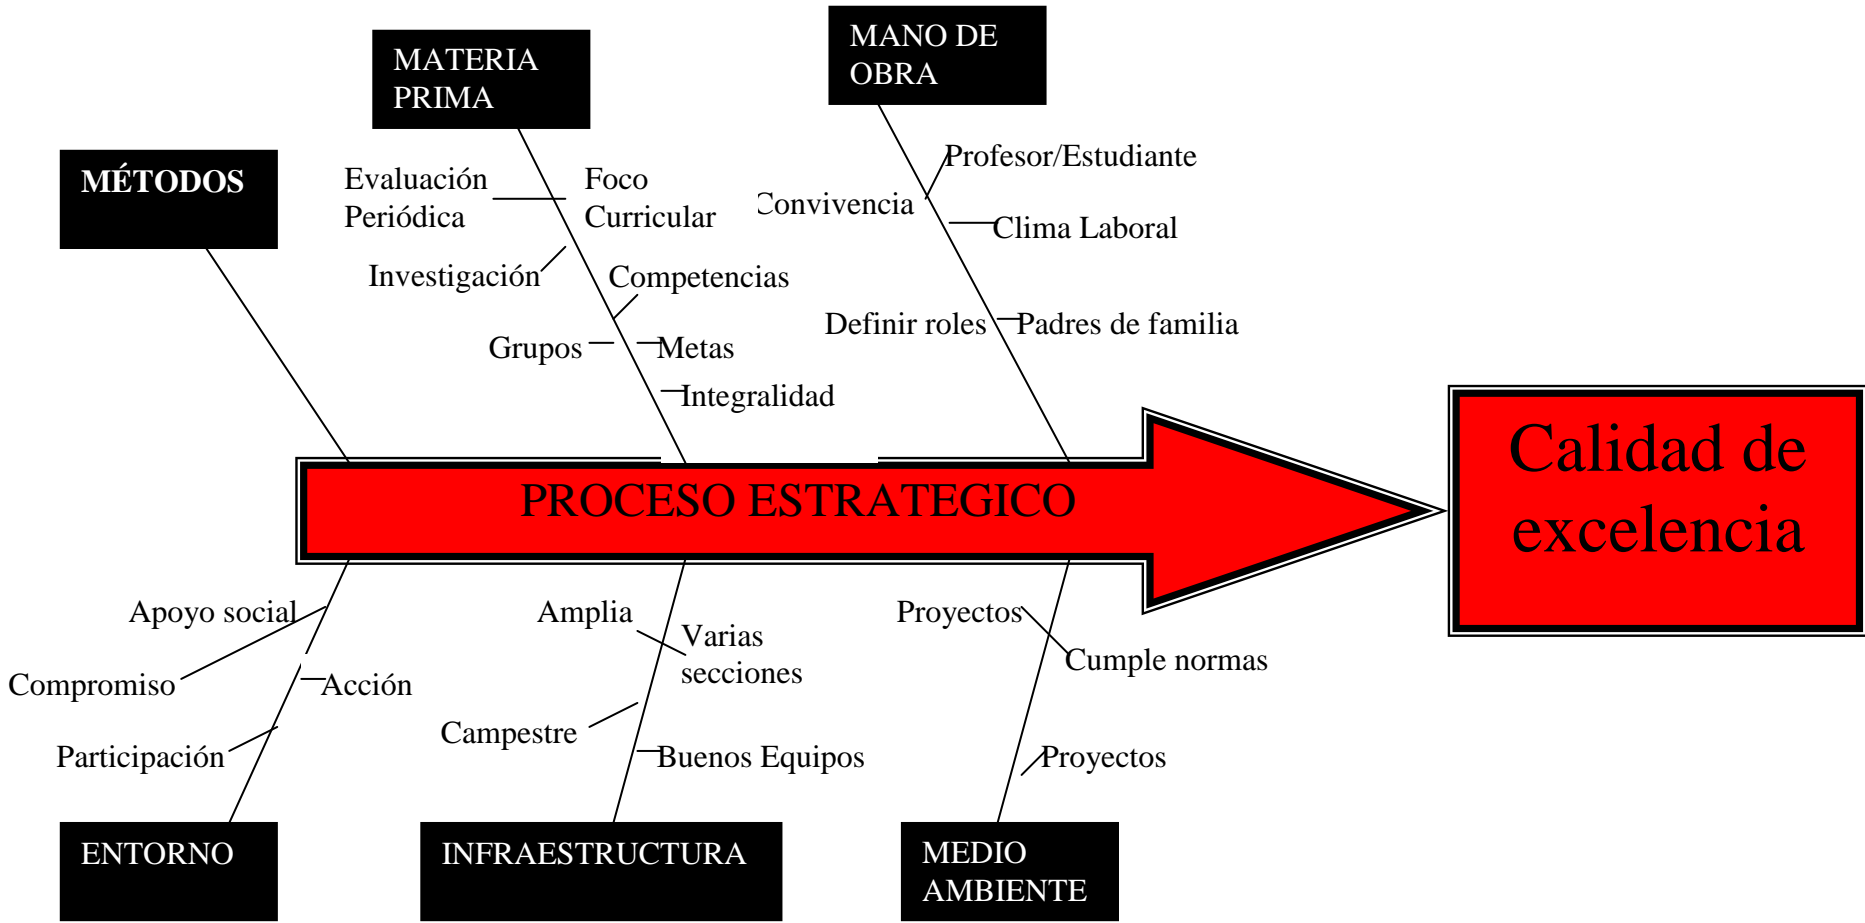 MANO DE
OBRA
MATERIA
PRIMA
MÉTODOS
Evaluación
Periódica
Foco
Curricular
Investigación
Competencias
Grupos
Metas
Integralidad
Profesor/Estudiante
Convivencia
Clima Laboral
Definir roles
Padres de familia
PROCESO ESTRATEGICO
Calidad de
excelencia
Apoyo social
Compromiso
Acción
Participación
Amplia
Varias
secciones
Campestre
Buenos Equipos
Proyectos
Cumple normas
Proyectos
ENTORNO
INFRAESTRUCTURA
MEDIO
AMBIENTE